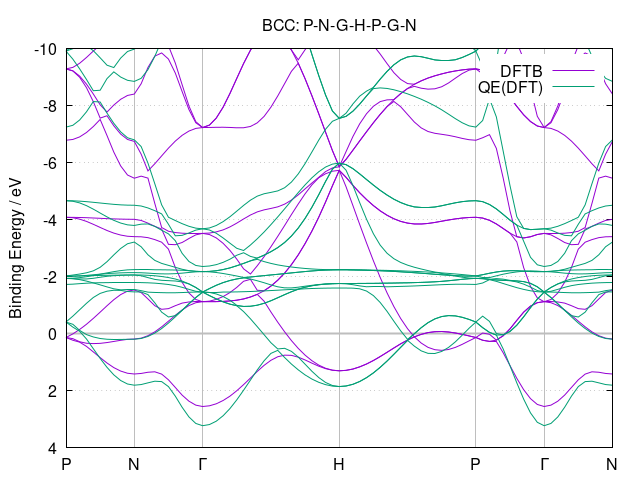 BCC: P-N-G-H-P-G-N
-10
-8
-6
-4
-2
0
2
4
Binding Energy / eV
DFTB
QE(DFT)
P N Γ H P Γ N